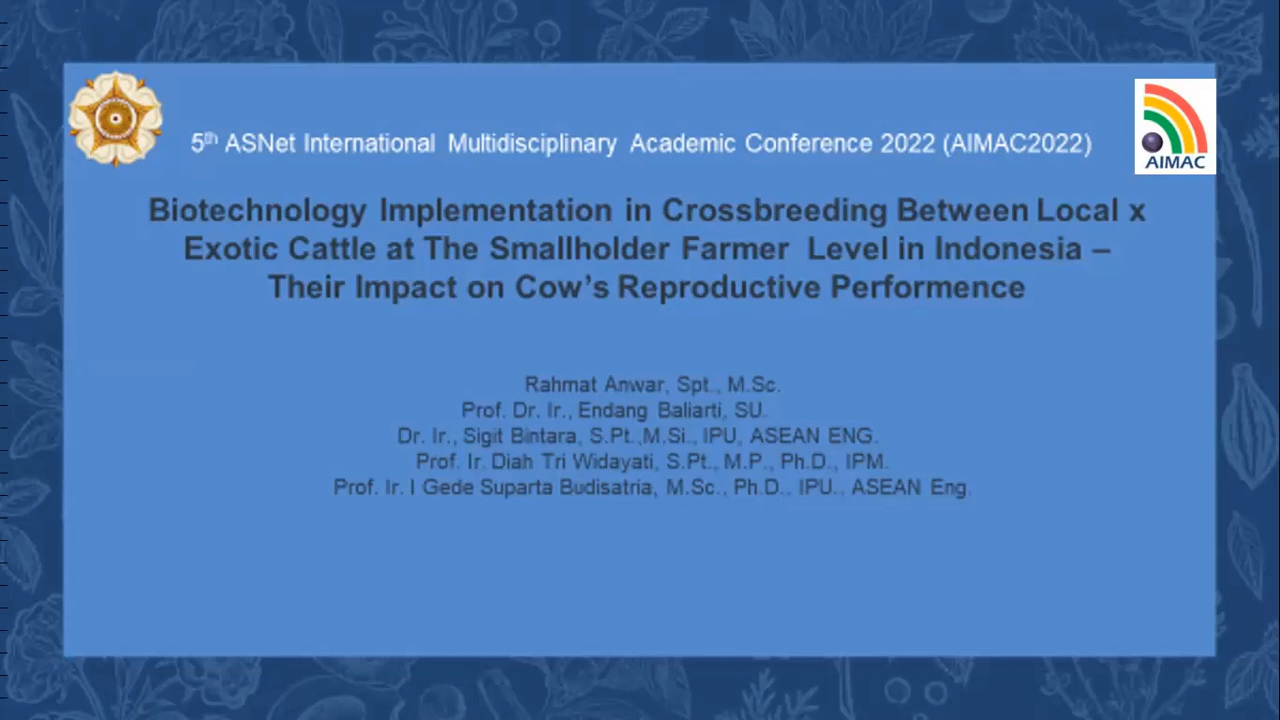 5th ASNet International Multidisciplinary Academic Conference 2022 (AIMAC2022)
AIMAC
Biotechnology Implementation in Crossbreeding Between Local x
Exotic Cattle at The Smallholder Farmer Level in Indonesia –
Their Impact on Cow's Reproductive Performence
Rahmat Anwar, Spt., M.Sc.
Prof. Dr. Ir., Endang Baliarti, SU.
Dr. Ir., Sigit Bintara, S.Pt.,M.Si., IPU, ASEAN ENG.
Prof. Ir. Diah Tri Widayati, S.Pt., M.P., Ph.D., IPM.
Prof. Ir. I Gede Suparta Budisatria, M.Sc., Ph.D., IPU., ASEAN Eng.